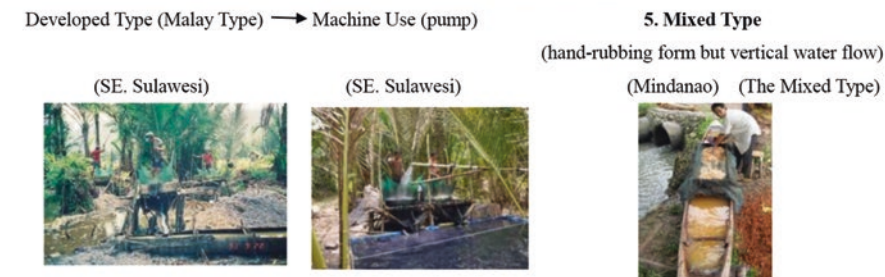 Developed Type (Malay Type) → Machine Use (pump)
5. Mixed Type
(hand-rubbing form but vertical water flow)
(SE. Sulawesi) (SE. Sulawesi)
(Mindanao) (The Mixed Type)